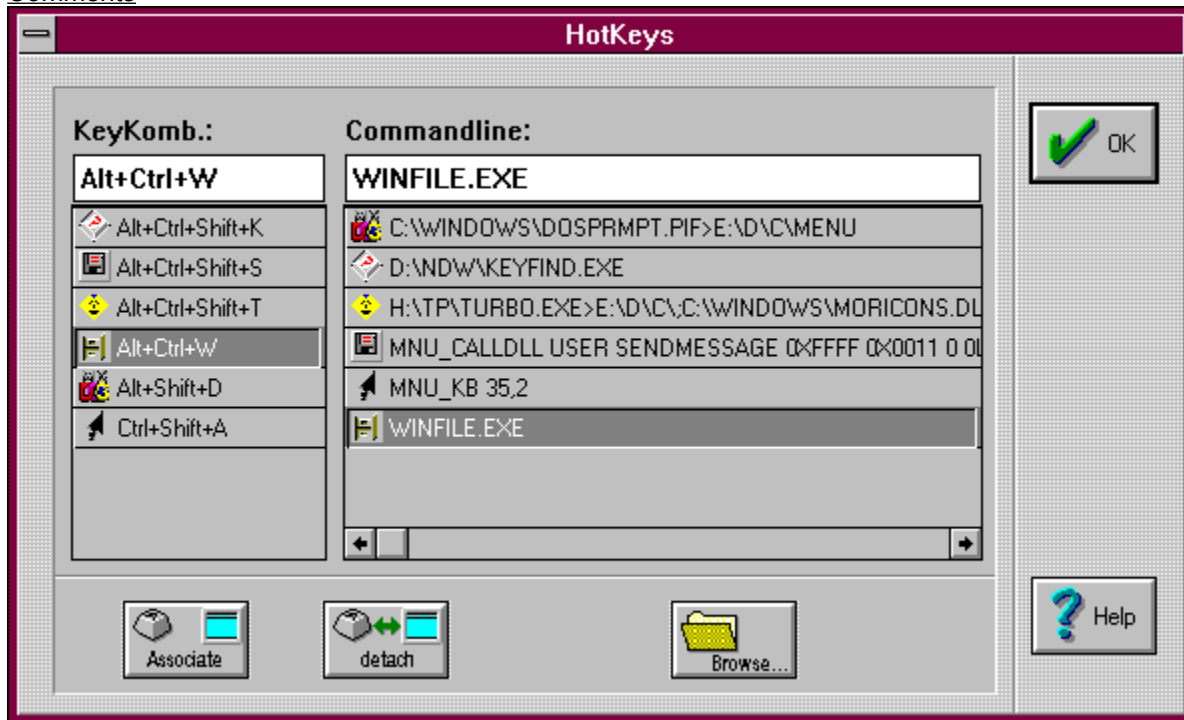 Comments
HotKeys
KeyKomb.:
Commandline:
Alt+Ctrl+W
WINFILE.EXE
Alt+Ctrl+Shift+K
Alt+Ctrl+Shift+S
Alt+Ctrl+Shift+T
Alt+Ctrl+W
Alt+Shift+D
Ctrl+Shift+A
C:\WINDOWS\DOSPRMPT.PIF>E:\D\C\MENU
D:\NDW\KEYFIND.EXE
H:\TP\TURBO.EXE>E:\D\C\;C:\WINDOWS\MORICONS.DL
MNU_CALLDLL USER SENDMESSAGE 0XFFFF 0X0011 0 0L
MNU_KB 35,2
WINFILE.EXE
Associate
detach
Browse...
OK
Help